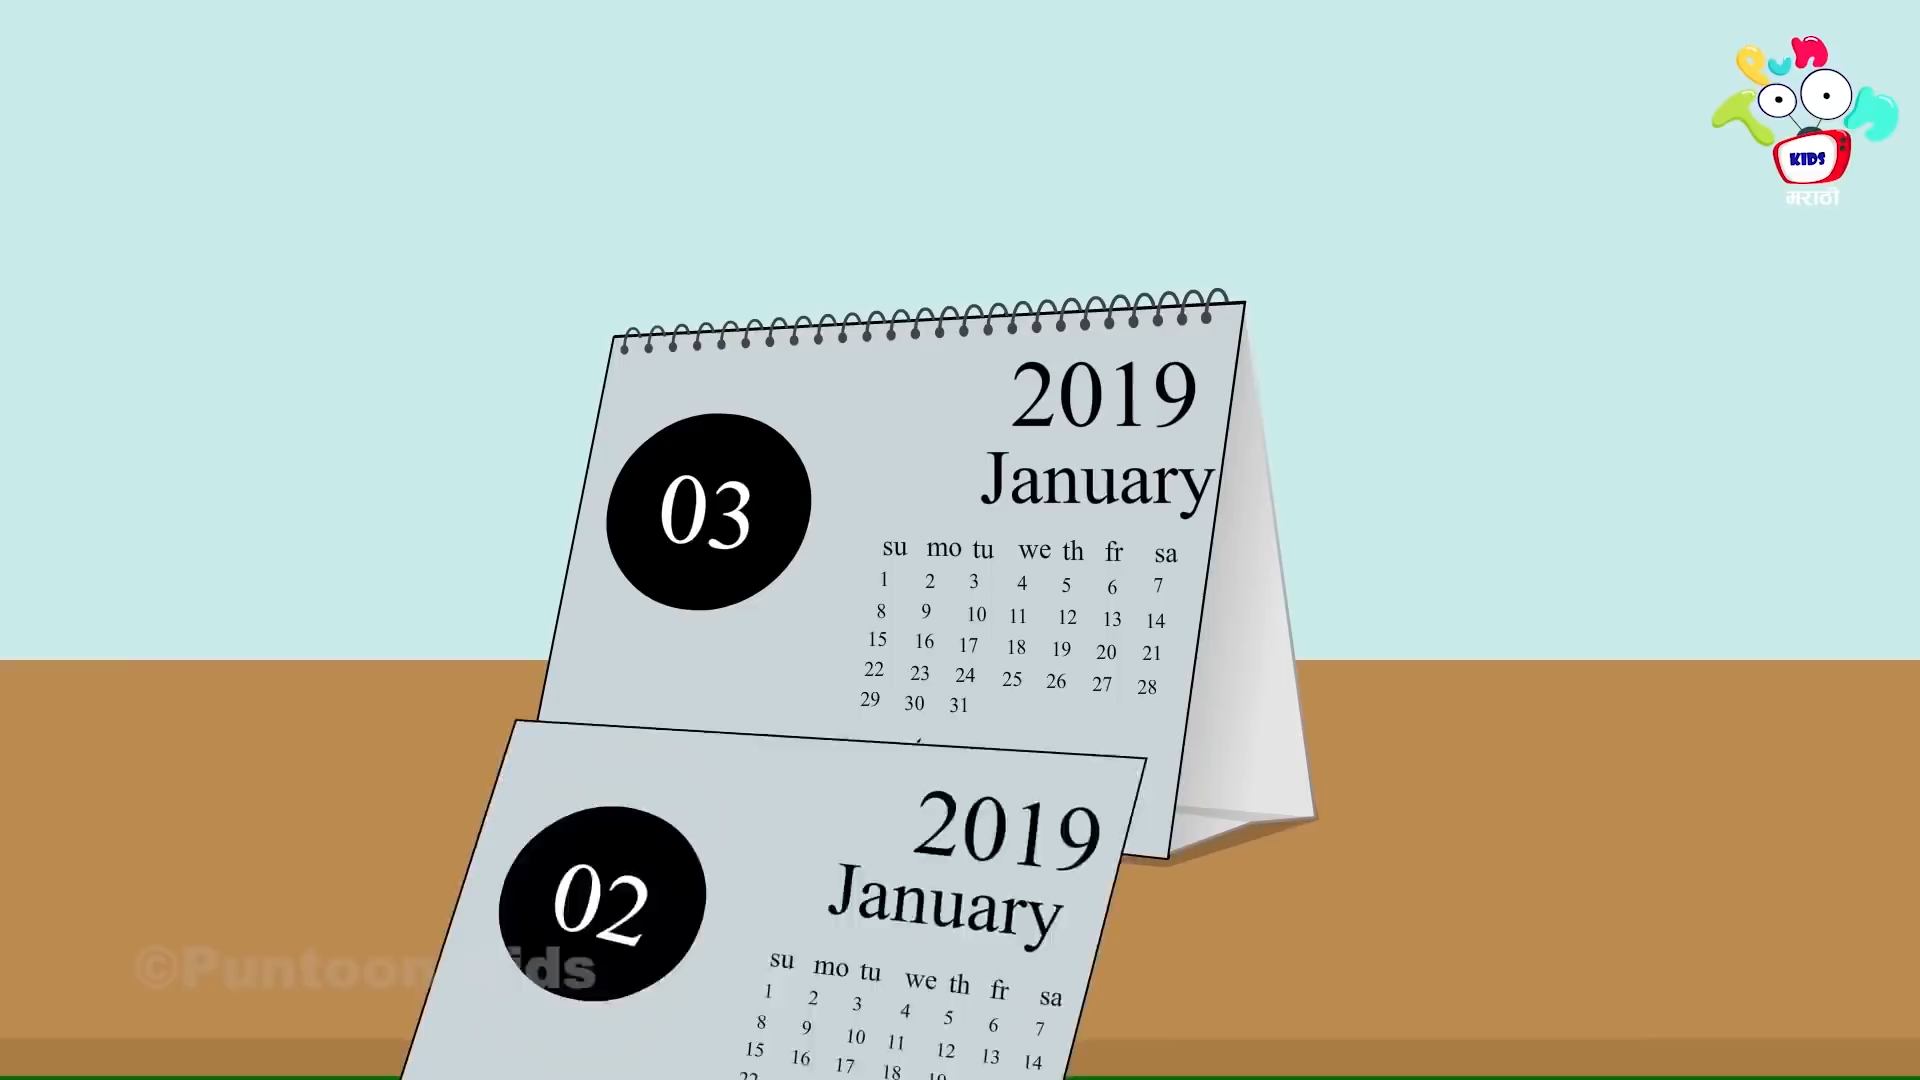 Pun
Toon
KIDS
मराठी
2019
January
03
su mo tu we th fr sa
1 2 3 4 5 6 7
8 9 10 11 12 13 14
15 16 17 18 19 20 21
22 23 24 25 26 27 28
29 30 31
2019
January
02
su mo tu we th fr sa
1 2 3 4 5 6 7
8 9 10 11 12 13 14
15 16 17 18
©Puntoon Kids